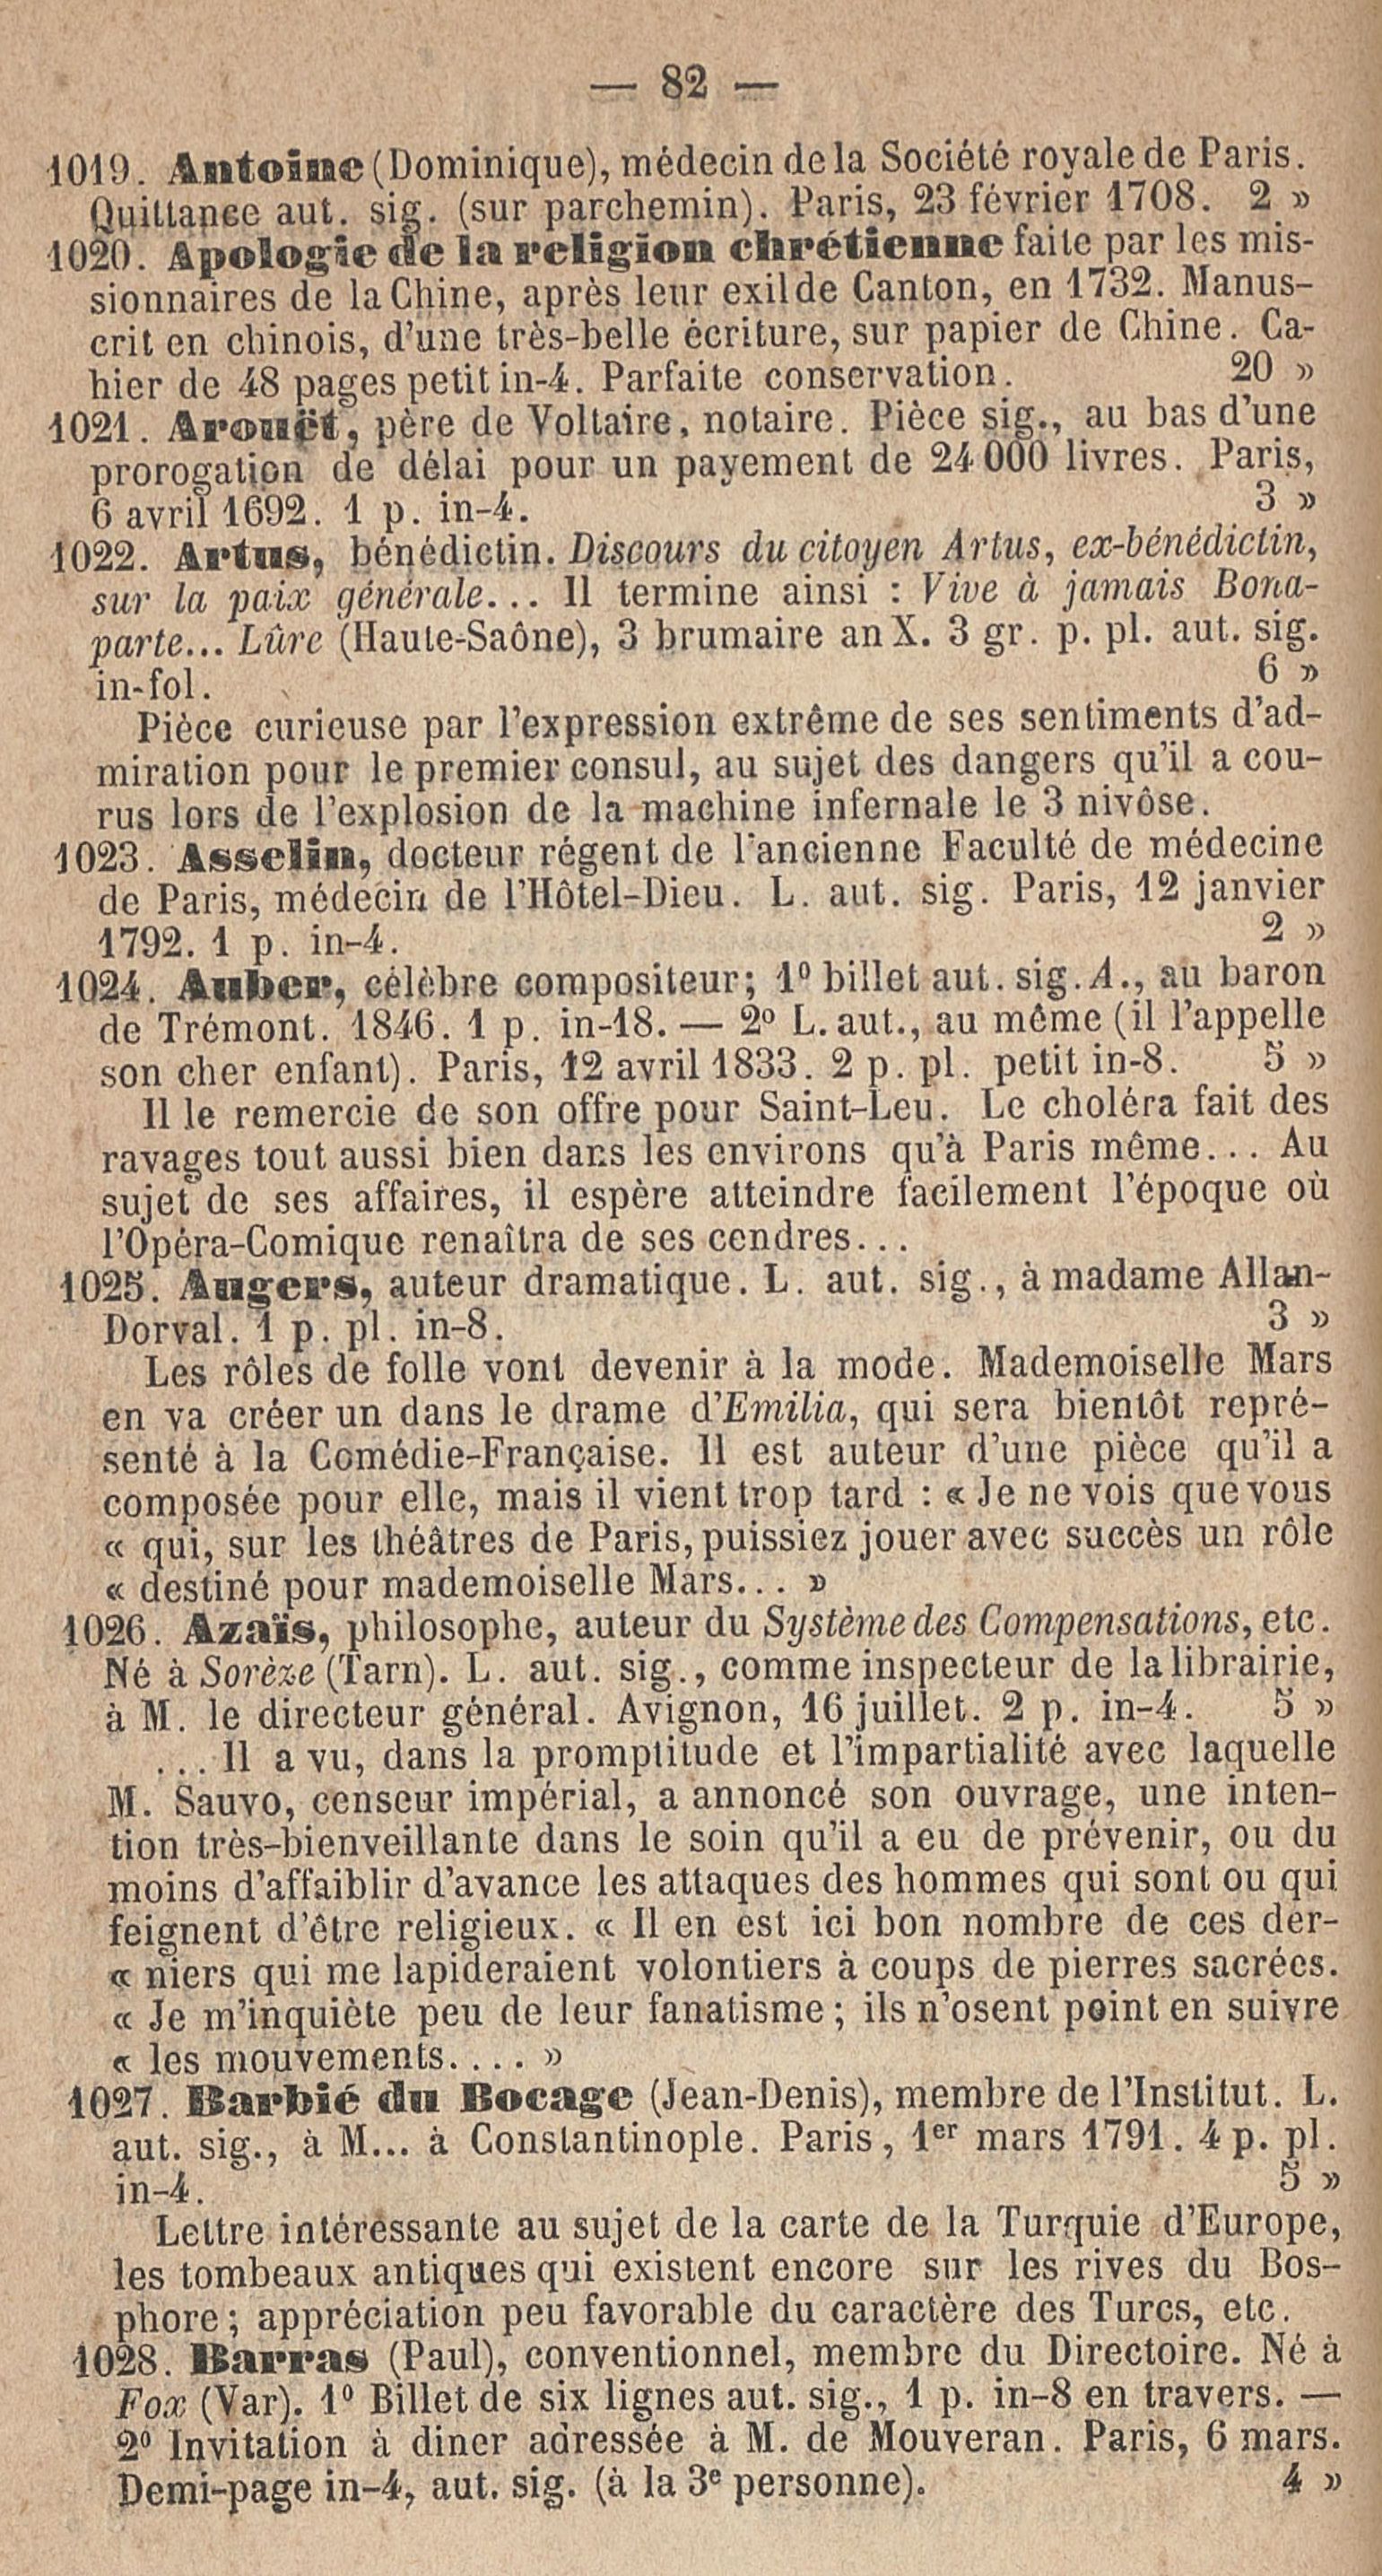 — 82 —
1019. Antoine (Dominique), médecin de la Société royale de Paris.
Quittance aut. sig. (sur parchemin). Paris, 23 février 1708. 2 »
1020. Apologie de la religion chrétienne faite par les mis-
sionnaires de la Chine, après leur exil de Canton, en 1732. Manus-
crit en chinois, d'une très-belle écriture, sur papier de Chine. Ca-
hier de 48 pages petit in-4. Parfaite conservation. 20 »
1021. Arouët, père de Voltaire, notaire. Pièce sig., au bas d'une
prorogation de délai pour un payement de 24 000 livres. Paris,
6 avril 1692. 1 p. in-4. 3 »
1022. Artus, bénédictin. Discours du citoyen Artus, ex-bénédictin,
sur la paix générale... Il termine ainsi : Vive à jamais Bona-
parte... Lûre (Haute-Saône), 3 brumaire an X. 3 gr. p. pl. aut. sig.
in-fol. 6 »
Pièce curieuse par l'expression extrême de ses sentiments d'ad-
miration pour le premier consul, au sujet des dangers qu'il a cou-
rus lors de l'explosion de la machine infernale le 3 nivôse.
1023. Asselin, docteur régent de l'ancienne Faculté de médecine
de Paris, médecin de l'Hôtel-Dieu. L. aut. sig. Paris, 12 janvier
1792. 1 p. in-4. 2 »
1024. Auber, célèbre compositeur; 1º billet aut. sig. A., au baron
de Trémont. 1846. 1 p. in-18. — 2º L. aut., au même (il l'appelle
son cher enfant). Paris, 12 avril 1833. 2 p. pl. petit in-8. 5 »
Il le remercie de son offre pour Saint-Leu. Le choléra fait des
ravages tout aussi bien dans les environs qu'à Paris même... Au
sujet de ses affaires, il espère atteindre facilement l'époque où
l'Opéra-Comique renaîtra de ses cendres...
1025. Augers, auteur dramatique. L. aut. sig., à madame Allan-
Dorval. 1 p. pl. in-8. 3 »
Les rôles de folle vont devenir à la mode. Mademoiselle Mars
en va créer un dans le drame d'Emilia, qui sera bientôt repré-
senté à la Comédie-Française. Il est auteur d'une pièce qu'il a
composée pour elle, mais il vient trop tard : « Je ne vois que vous
« qui, sur les théâtres de Paris, puissiez jouer avec succès un rôle
« destiné pour mademoiselle Mars... »
1026. Azaïs, philosophe, auteur du Système des Compensations, etc.
Né à Sorèze (Tarn). L. aut. sig., comme inspecteur de la librairie,
à M. le directeur général. Avignon, 16 juillet. 2 p. in-4. 5 »
... Il a vu, dans la promptitude et l'impartialité avec laquelle
M. Sauvo, censeur impérial, a annoncé son ouvrage, une inten-
tion très-bienveillante dans le soin qu'il a eu de prévenir, ou du
moins d'affaiblir d'avance les attaques des hommes qui sont ou qui
feignent d'être religieux. « Il en est ici bon nombre de ces der-
« niers qui me lapideraient volontiers à coups de pierres sacrées.
« Je m'inquiète peu de leur fanatisme; ils n'osent point en suivre
« les mouvements.... »
1027. Barbié du Bocage (Jean-Denis), membre de l'Institut. L.
aut. sig., à M... à Constantinople. Paris, 1er mars 1791. 4 p. pl.
in-4. 5 »
Lettre intéressante au sujet de la carte de la Turquie d'Europe,
les tombeaux antiques qui existent encore sur les rives du Bos-
phore; appréciation peu favorable du caractère des Turcs, etc.
1028. Barras (Paul), conventionnel, membre du Directoire. Né à
Fox (Var). 1º Billet de six lignes aut. sig., 1 p. in-8 en travers. —
2º Invitation à diner adressée à M. de Mouveran. Paris, 6 mars.
Demi-page in-4, aut. sig. (à la 3e personne). 4 »